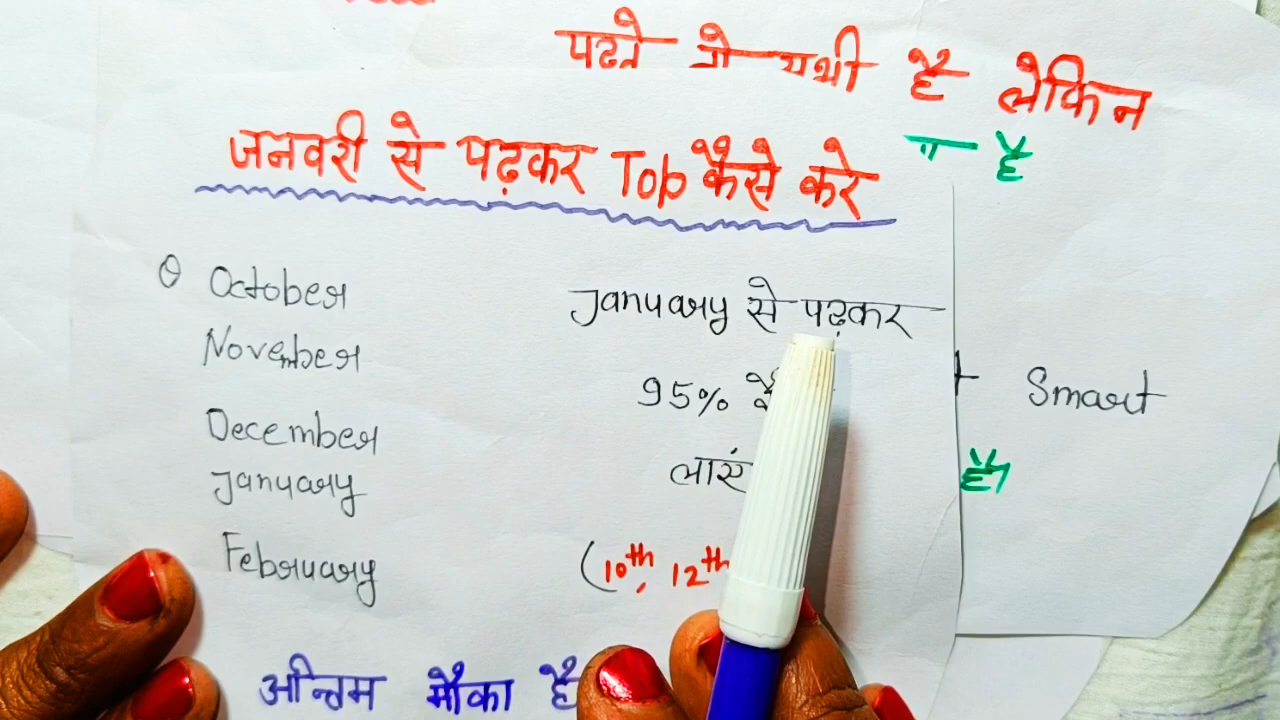 पढ़ते तो सभी है लेकिन
है
जनवरी से पढ़कर Top कैसे करे
October
November
December
January
February
January से पढ़कर
95%
लाएं
(10th, 12th
Smart
है।
अन्तिम मौका है